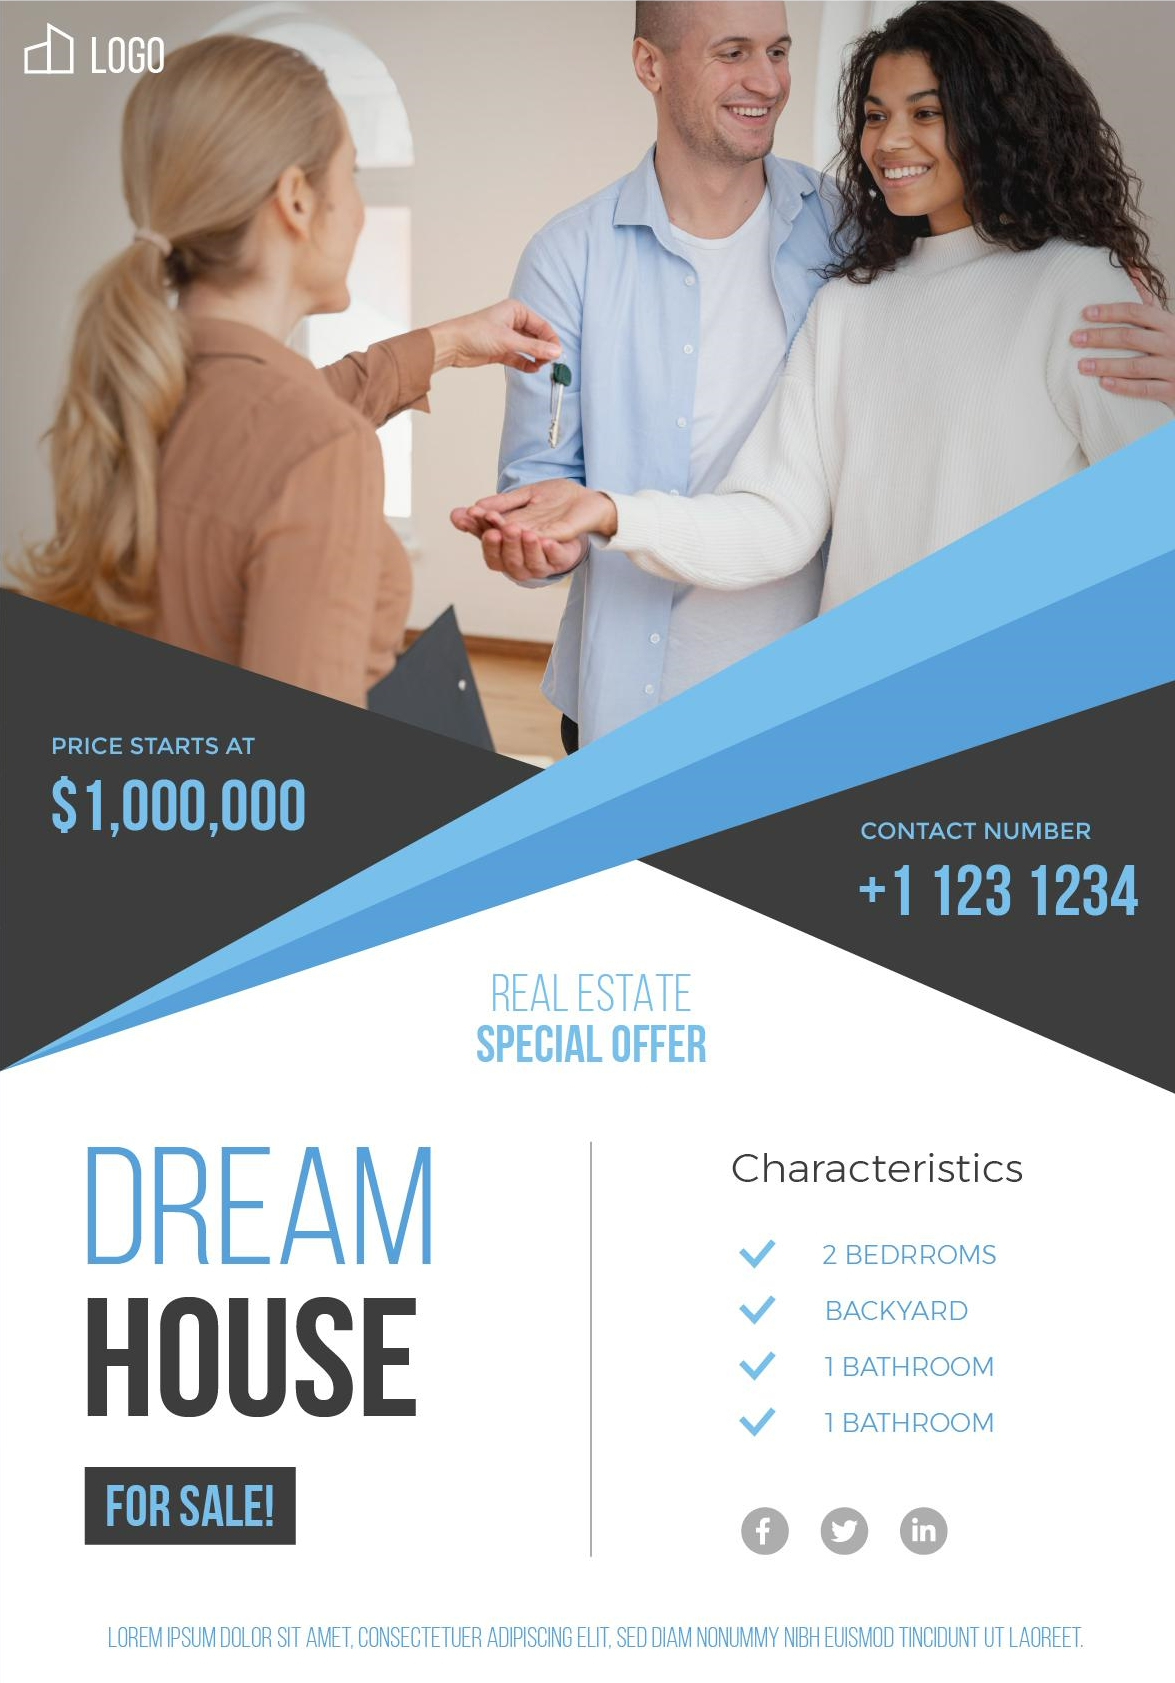 LOGO
PRICE STARTS AT
$1,000,000
CONTACT NUMBER
+1 123 1234
REAL ESTATE
SPECIAL OFFER
DREAM
HOUSE
FOR SALE!
Characteristics
2 BEDRROMS
BACKYARD
1 BATHROOM
1 BATHROOM
f
in
LOREM IPSUM DOLOR SIT AMET, CONSECTETUER ADIPISCING ELIT, SED DIAM NONUMMY NIBH EUISMOD TINCIDUNT UT LAOREET.